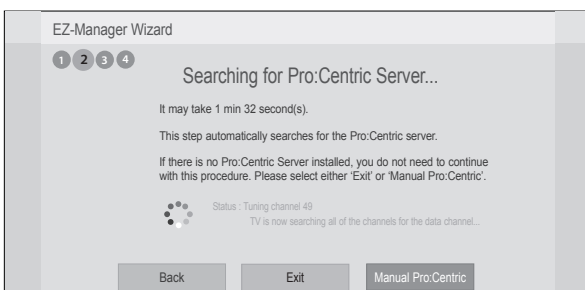 EZ-Manager Wizard
1 2 3 4
Searching for Pro:Centric Server...
It may take 1 min 32 second(s).
This step automatically searches for the Pro:Centric server.
If there is no Pro:Centric Server installed, you do not need to continue
with this procedure. Please select either ‘Exit’ or ‘Manual Pro:Centric’.
Status : Tuning channel 49
TV is now searching all of the channels for the data channel...
Back Exit Manual Pro:Centric